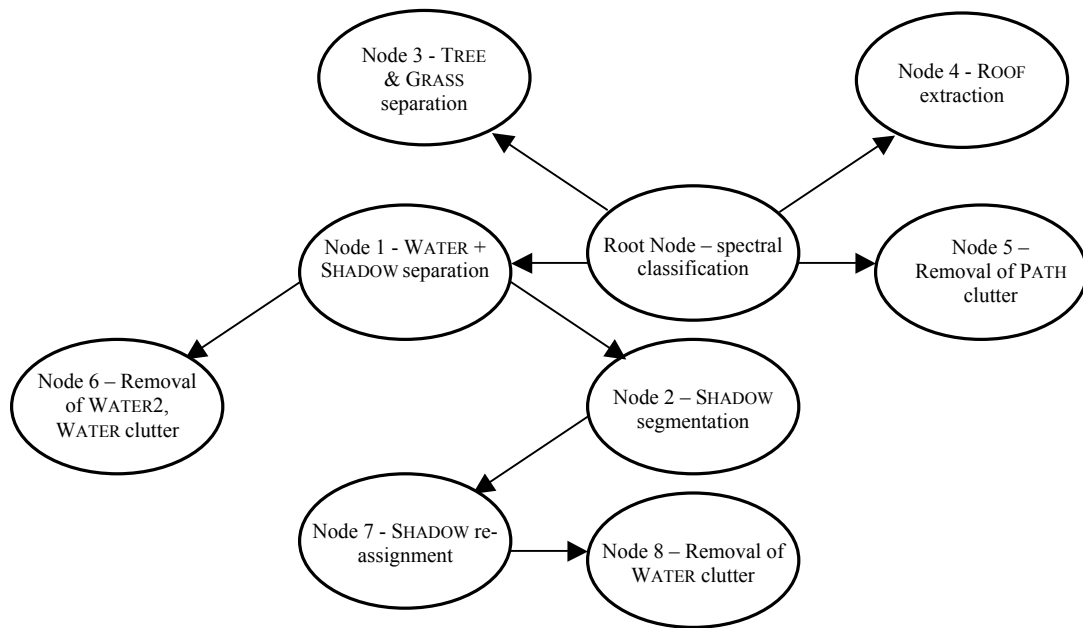 Node 3 - TREE
& GRASS
separation
Node 4 - ROOF
extraction
Node 1 - WATER +
SHADOW separation
Root Node – spectral
classification
Node 5 –
Removal of PATH
clutter
Node 6 – Removal
of WATER2,
WATER clutter
Node 2 – SHADOW
segmentation
Node 7 - SHADOW re-
assignment
Node 8 – Removal of
WATER clutter